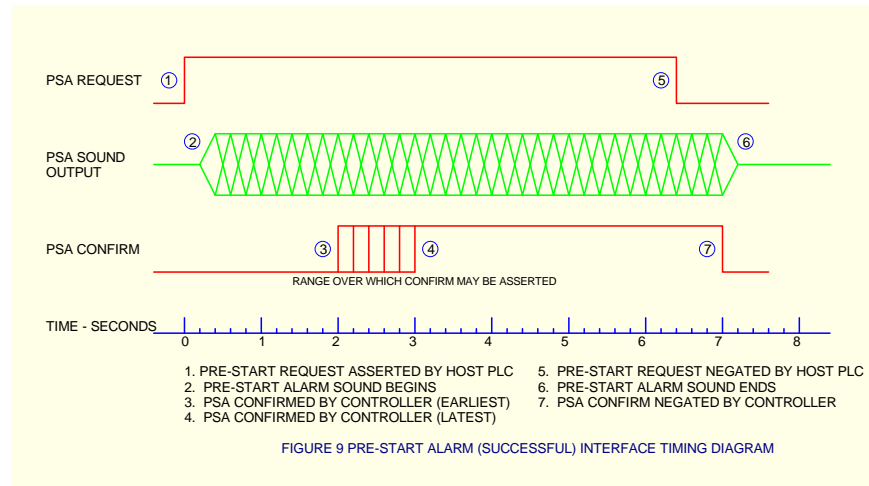 PSA REQUEST
1
5
PSA SOUND
OUTPUT
2
6
PSA CONFIRM
3
4
7
RANGE OVER WHICH CONFIRM MAY BE ASSERTED
TIME - SECONDS
0 1 2 3 4 5 6 7 8
1. PRE-START REQUEST ASSERTED BY HOST PLC
2. PRE-START ALARM SOUND BEGINS
3. PSA CONFIRMED BY CONTROLLER (EARLIEST)
4. PSA CONFIRMED BY CONTROLLER (LATEST)
5. PRE-START REQUEST NEGATED BY HOST PLC
6. PRE-START ALARM SOUND ENDS
7. PSA CONFIRM NEGATED BY CONTROLLER
FIGURE 9 PRE-START ALARM (SUCCESSFUL) INTERFACE TIMING DIAGRAM